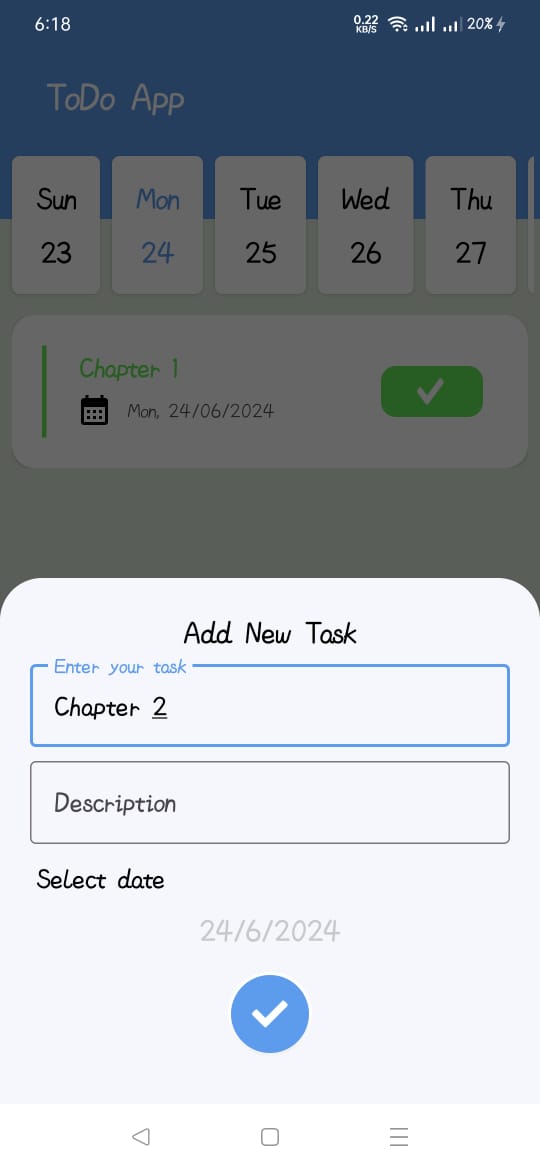 6:18 0.22 KB/S 20%
ToDo App
Sun Mon Tue Wed Thu
23 24 25 26 27
Chapter 1
Mon, 24/06/2024
Add New Task
Enter your task
Chapter 2
Description
Select date
24/6/2024